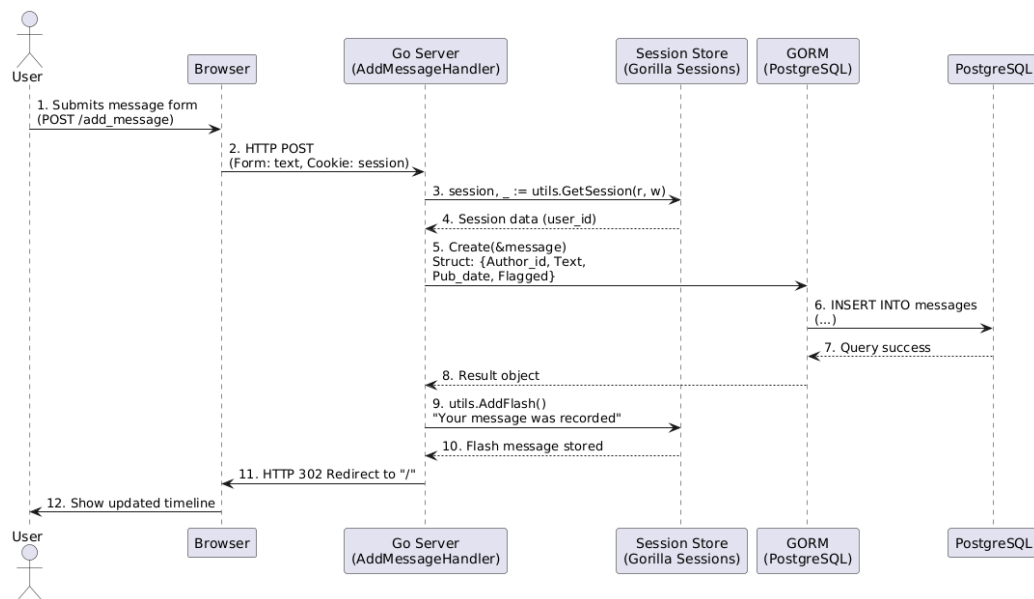 User
Browser
Go Server
(AddMessageHandler)
Session Store
(Gorilla Sessions)
GORM
(PostgreSQL)
PostgreSQL
1. Submits message form
(POST /add_message)
2. HTTP POST
(Form: text, Cookie: session)
3. session, _ := utils.GetSession(r, w)
4. Session data (user_id)
5. Create(&message)
Struct: {Author_id, Text,
Pub_date, Flagged}
6. INSERT INTO messages
(...)
7. Query success
8. Result object
9. utils.AddFlash()
"Your message was recorded"
10. Flash message stored
11. HTTP 302 Redirect to "/"
12. Show updated timeline
User
Browser
Go Server
(AddMessageHandler)
Session Store
(Gorilla Sessions)
GORM
(PostgreSQL)
PostgreSQL